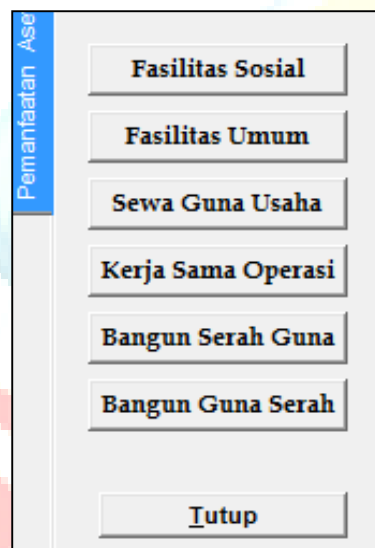 Pemanfaatan Ase
Fasilitas Sosial
Fasilitas Umum
Sewa Guna Usaha
Kerja Sama Operasi
Bangun Serah Guna
Bangun Guna Serah
Tutup